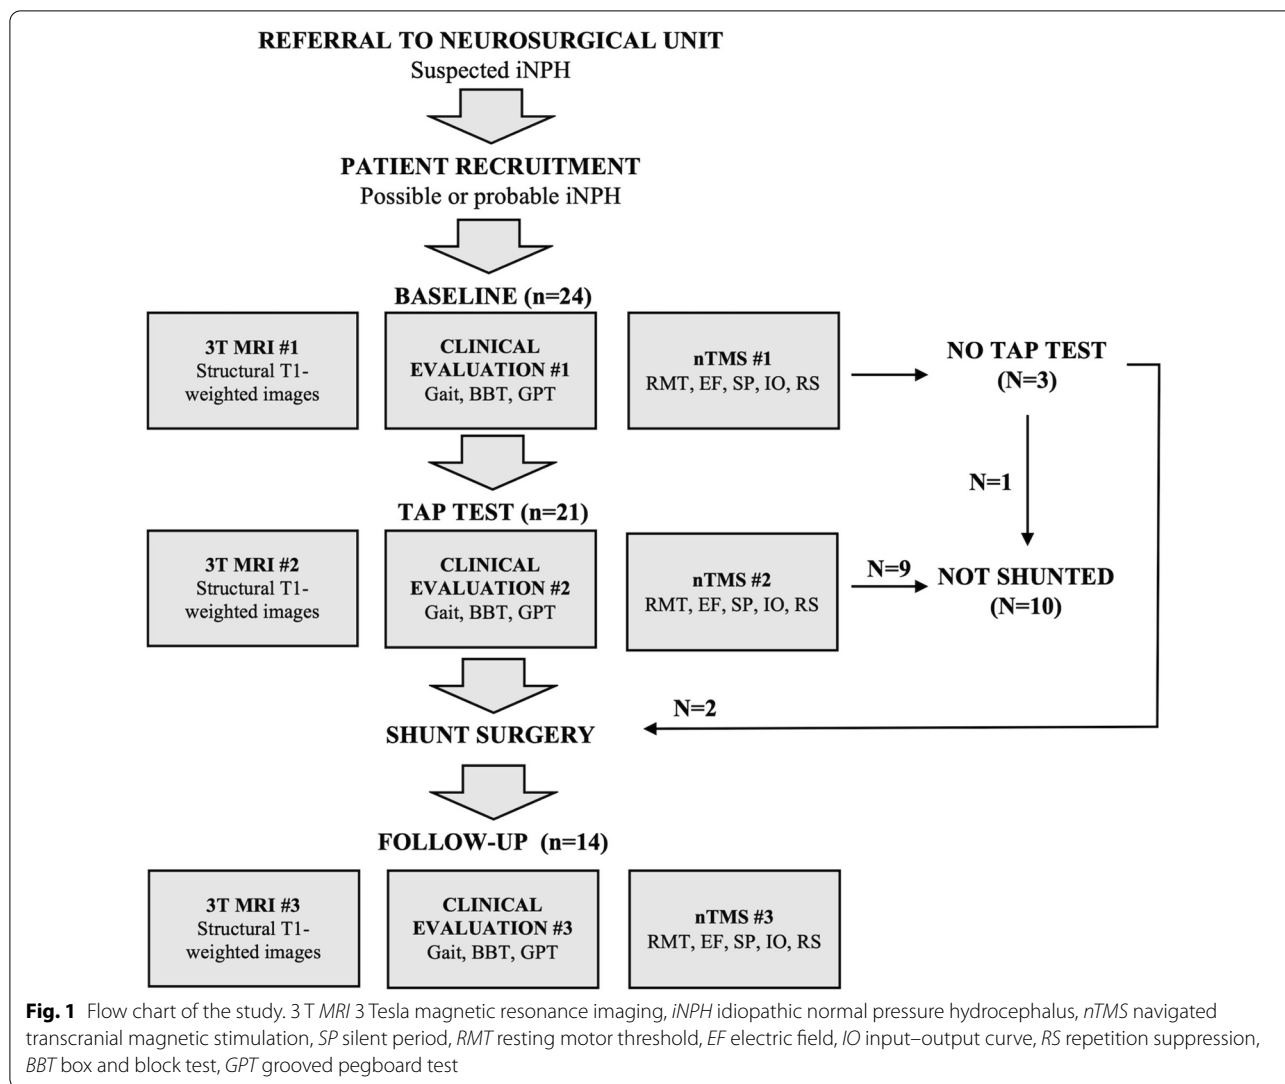 REFERRAL TO NEUROSURGICAL UNIT
Suspected iNPH
PATIENT RECRUITMENT
Possible or probable iNPH
BASELINE (n=24)
3T MRI #1
Structural T1-
weighted images
CLINICAL
EVALUATION #1
Gait, BBT, GPT
nTMS #1
RMT, EF, SP, IO, RS
NO TAP TEST
(N=3)
N=1
TAP TEST (n=21)
3T MRI #2
Structural T1-
weighted images
CLINICAL
EVALUATION #2
Gait, BBT, GPT
nTMS #2
RMT, EF, SP, IO, RS
N=9
NOT SHUNTED
(N=10)
N=2
SHUNT SURGERY
FOLLOW-UP (n=14)
3T MRI #3
Structural T1-
weighted images
CLINICAL
EVALUATION #3
Gait, BBT, GPT
nTMS #3
RMT, EF, SP, IO, RS
Fig. 1 Flow chart of the study. 3 T MRI 3 Tesla magnetic resonance imaging, iNPH idiopathic normal pressure hydrocephalus, nTMS navigated
transcranial magnetic stimulation, SP silent period, RMT resting motor threshold, EF electric field, IO input–output curve, RS repetition suppression,
BBT box and block test, GPT grooved pegboard test